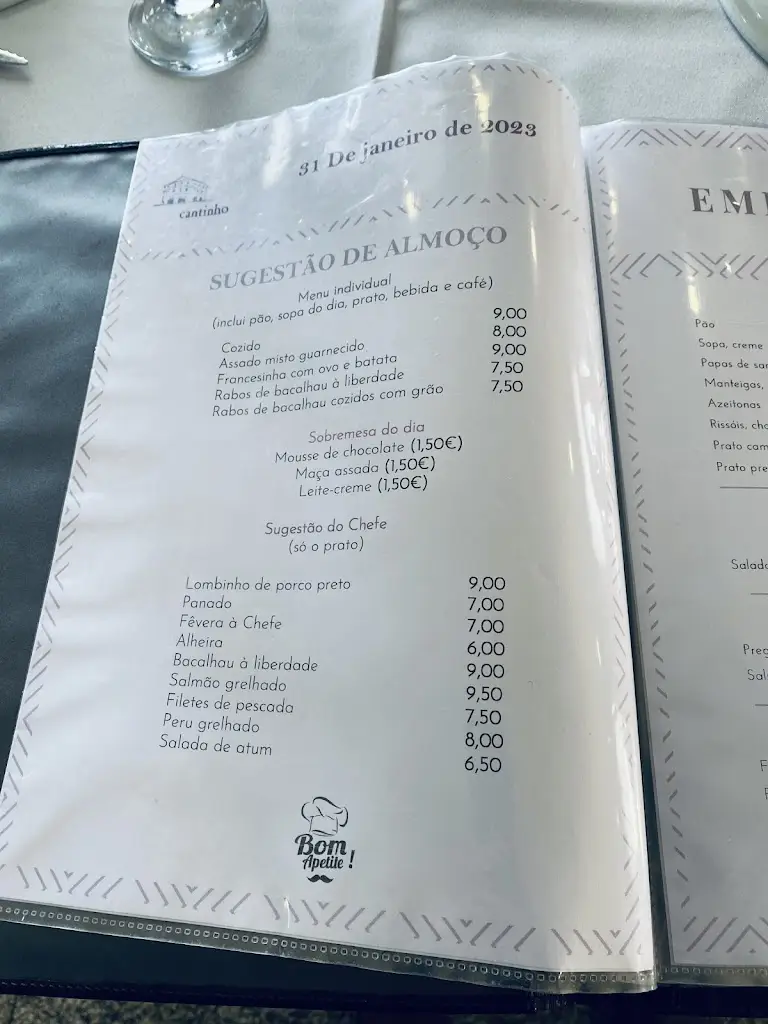 31 De janeiro de 2023
cantinho
SUGESTÃO DE ALMOÇO
Menu individual
(inclui pão, sopa do dia, prato, bebida e café)
Cozido 9,00
Assado misto guarnecido 8,00
Francesinha com ovo e batata 9,00
Rabos de bacalhau à liberdade 7,50
Rabos de bacalhau cozidos com grão 7,50
Sobremesa do dia
Mousse de chocolate (1,50€)
Maça assada (1,50€)
Leite-creme (1,50€)
Sugestão do Chefe
(só o prato)
Lombinho de porco preto 9,00
Panado 7,00
Fêvera à Chefe 7,00
Alheira 6,00
Bacalhau à liberdade 9,00
Salmão grelhado 9,50
Filetes de pescada 7,50
Peru grelhado 8,00
Salada de atum 6,50
Bom
Apetite !
Pão
Sopa, creme
Papas de
Manteigas,
Azeitonas
Rissóis,
Prato
Prato